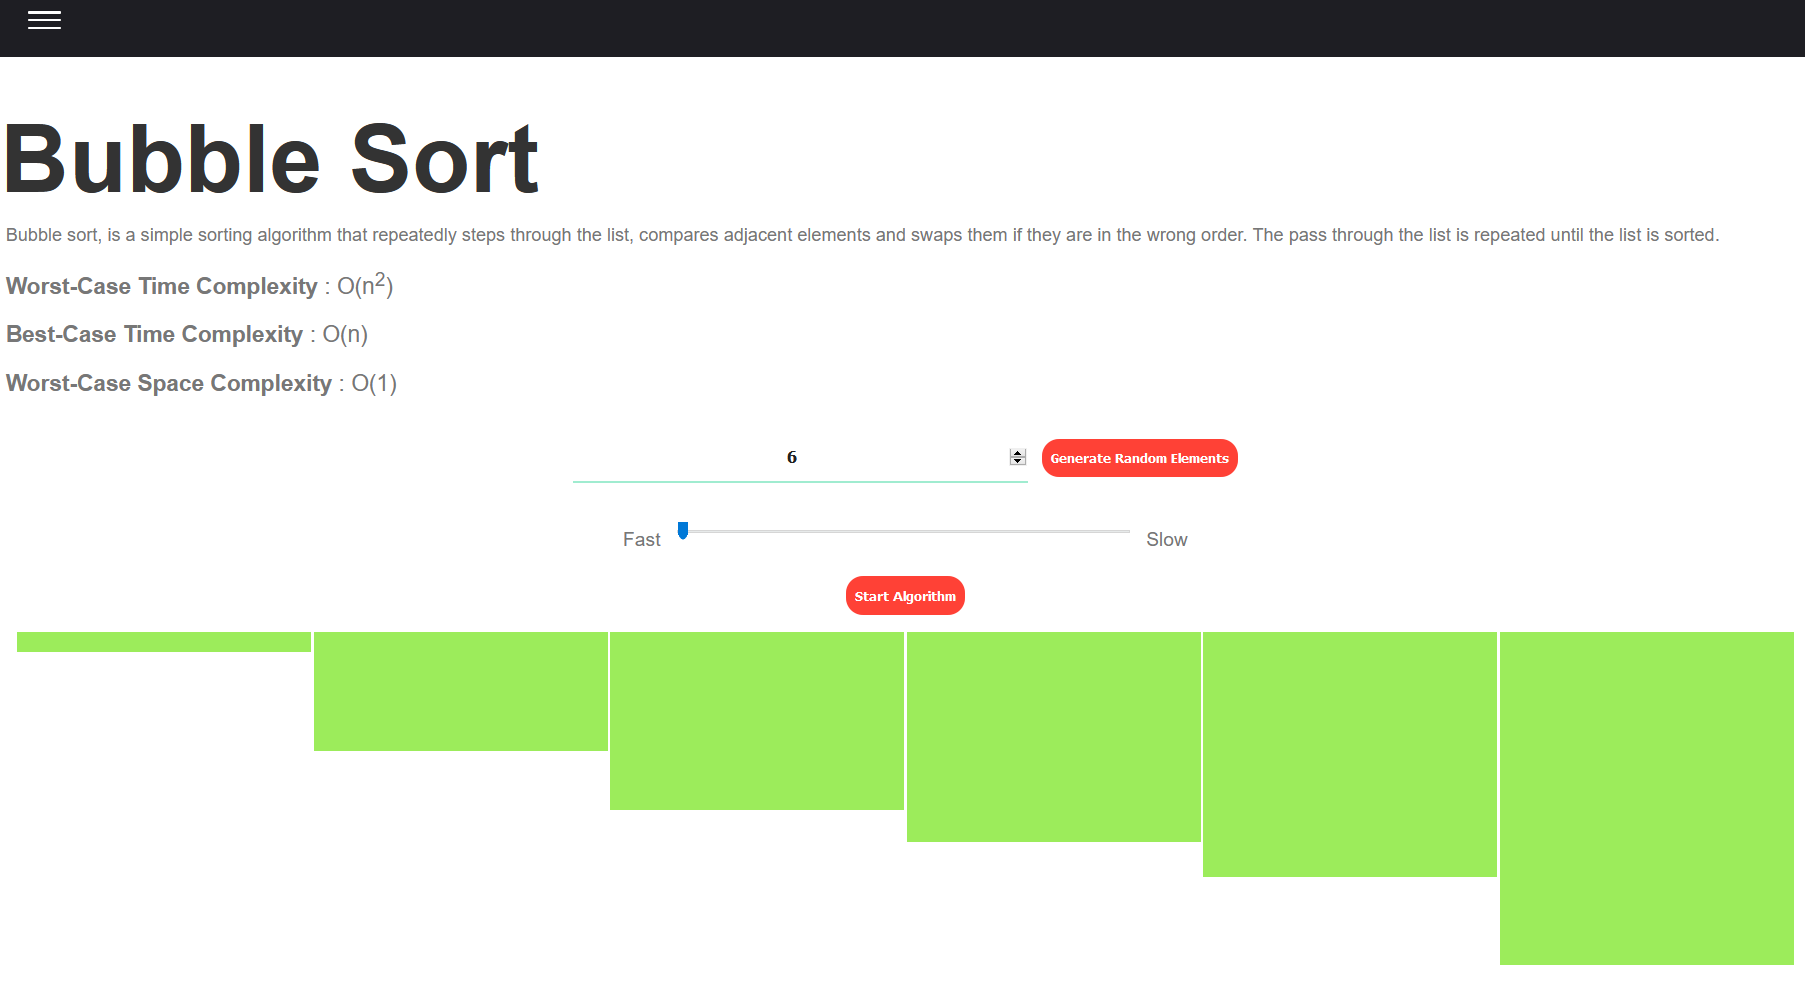 Bubble Sort
Bubble sort, is a simple sorting algorithm that repeatedly steps through the list, compares adjacent elements and swaps them if they are in the wrong order. The pass through the list is repeated until the list is sorted.
Worst-Case Time Complexity : O(n²)
Best-Case Time Complexity : O(n)
Worst-Case Space Complexity : O(1)
6 Generate Random Elements
Fast Slow
Start Algorithm